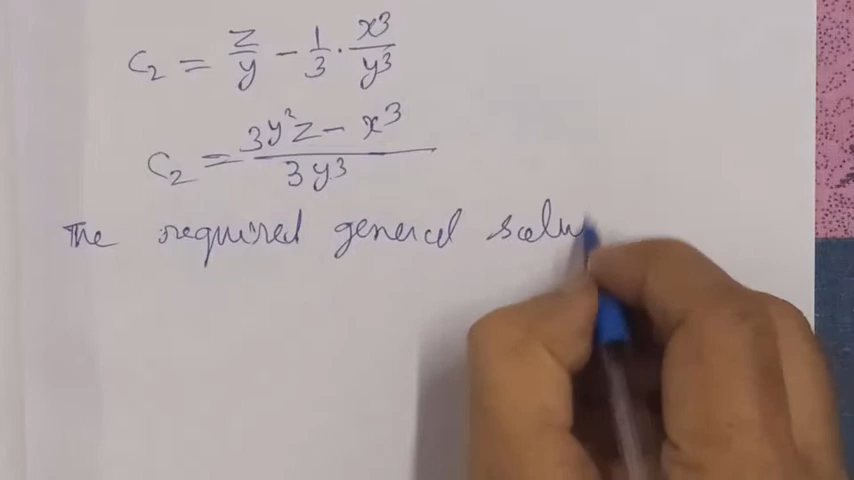 C₂ = z/y - 1/3 · x³/y³
C₂ = (3y²z - x³)/(3y³)
The required general solu